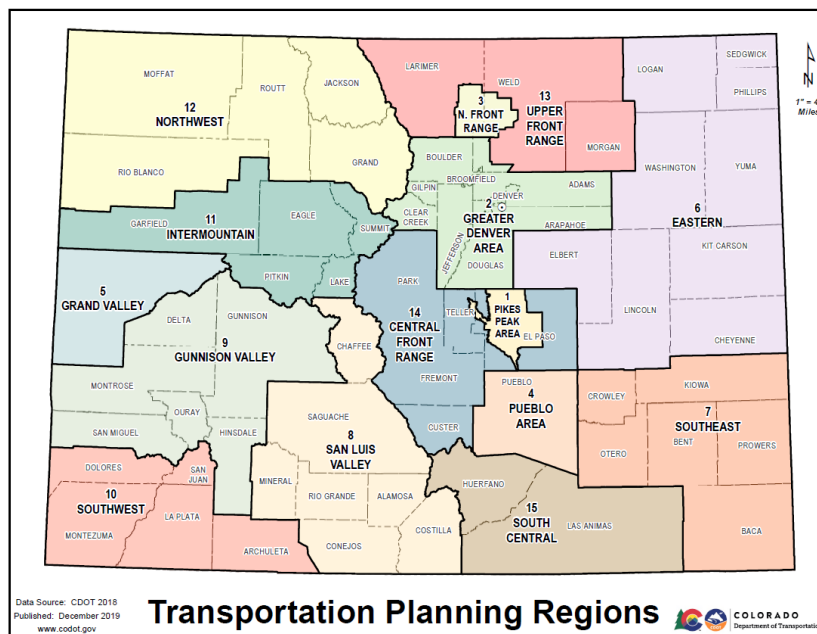 MOFFAT
ROUTT
JACKSON
LARIMER
WELD
LOGAN
SEDGWICK
PHILLIPS
12
NORTHWEST
3
N. FRONT
RANGE
13
UPPER
FRONT
RANGE
N
1" = 4
Miles
RIO BLANCO
GRAND
BOULDER
MORGAN
WASHINGTON
YUMA
GILPIN
BROOMFIELD
DENVER
ADAMS
6
EASTERN
11
INTERMOUNTAIN
GARFIELD
EAGLE
SUMMIT
CLEAR
CREEK
2
GREATER
DENVER
AREA
ARAPAHOE
JEFFERSON
DOUGLAS
ELBERT
KIT CARSON
5
GRAND VALLEY
PITKIN
LAKE
PARK
TELLER
1
PIKES
PEAK
AREA
EL PASO
LINCOLN
CHEYENNE
DELTA
GUNNISON
9
GUNNISON VALLEY
CHAFFEE
14
CENTRAL
FRONT
RANGE
FREMONT
PUEBLO
4
PUEBLO
AREA
CROWLEY
KIOWA
MONTROSE
OURAY
SAN MIGUEL
HINSDALE
SAGUACHE
8
SAN LUIS
VALLEY
CUSTER
7
SOUTHEAST
OTERO
BENT
PROWERS
DOLORES
SAN
JUAN
MINERAL
RIO GRANDE
ALAMOSA
HUERFANO
10
SOUTHWEST
MONTEZUMA
LA PLATA
ARCHULETA
CONEJOS
COSTILLA
15
SOUTH
CENTRAL
LAS ANIMAS
BACA
Data Source: CDOT 2018
Published: December 2019
www.codot.gov
Transportation Planning Regions
COLORADO
Department of Transportatio